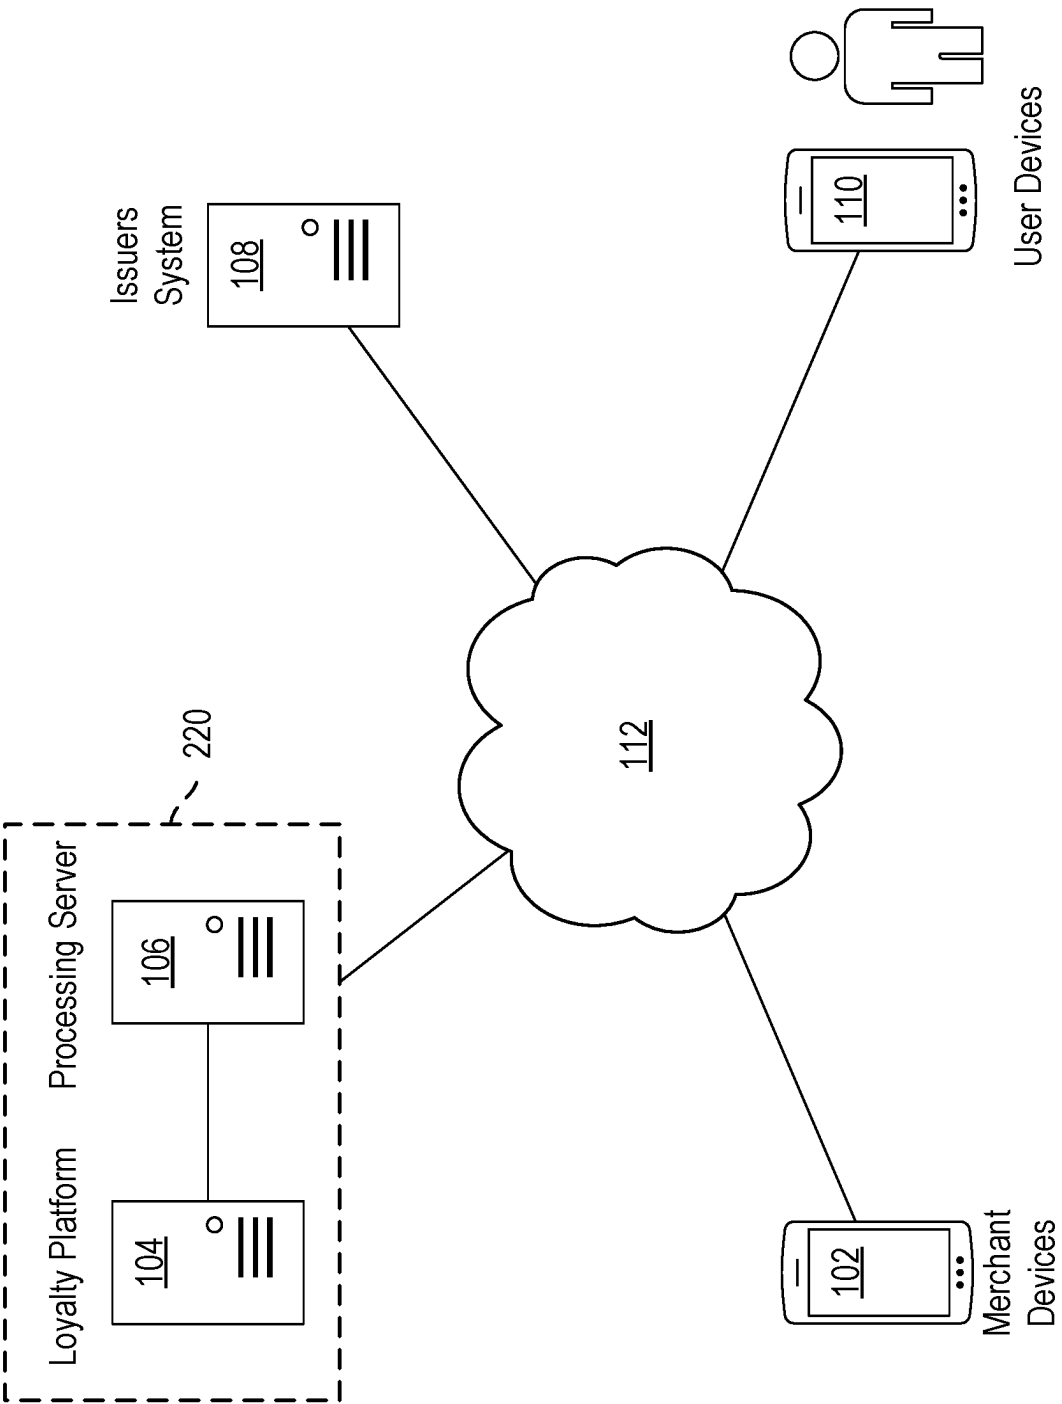 Loyalty Platform
Processing Server
104
106
220
Issuers
System
108
112
102
Merchant
Devices
110
User Devices